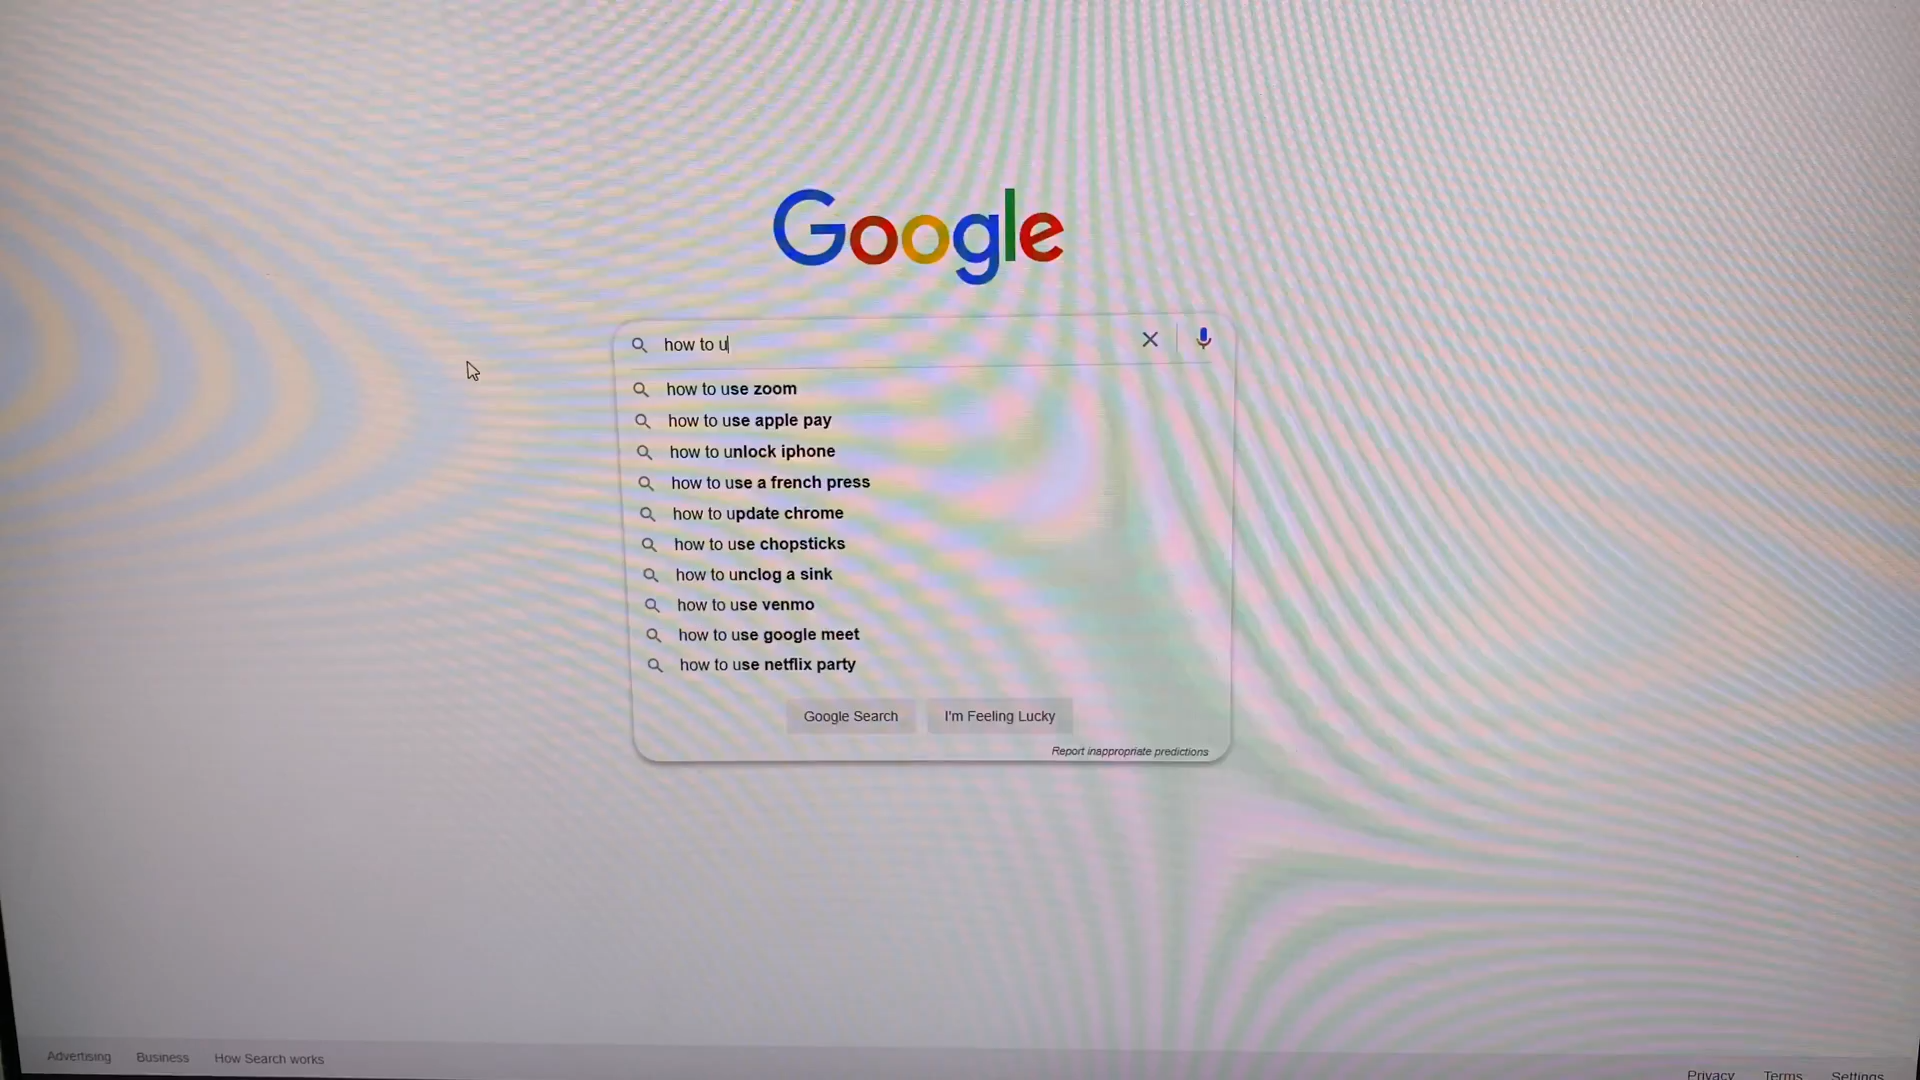 Google
how to u
how to use zoom
how to use apple pay
how to unlock iphone
how to use a french press
how to update chrome
how to use chopsticks
how to unclog a sink
how to use venmo
how to use google meet
how to use netflix party
Google Search I'm Feeling Lucky
Report inappropriate predictions
Advertising Business How Search works
Privacy Terms Settings